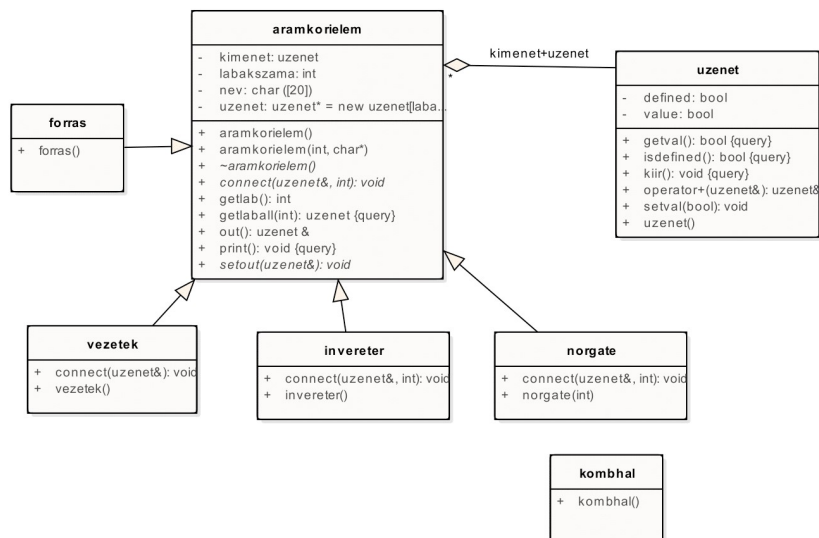 aramkorielem
- kimenet: uzenet
- labakszama: int
- nev: char ([20])
- uzenet: uzenet* = new uzenet[laba...
+ aramkorielem()
+ aramkorielem(int, char*)
+ ~aramkorielem()
+ connect(uzenet&, int): void
+ getlab(): int
+ getlaball(int): uzenet {query}
+ out(): uzenet &
+ print(): void {query}
+ setout(uzenet&): void
kimenet+uzenet
*
uzenet
- defined: bool
- value: bool
+ getval(): bool {query}
+ isdefined(): bool {query}
+ kiir(): void {query}
+ operator+(uzenet&): uzenet&
+ setval(bool): void
+ uzenet()
forras
+ forras()
vezetek
+ connect(uzenet&): void
+ vezetek()
invereter
+ connect(uzenet&, int): void
+ invereter()
norgate
+ connect(uzenet&, int): void
+ norgate(int)
kombhal
+ kombhal()